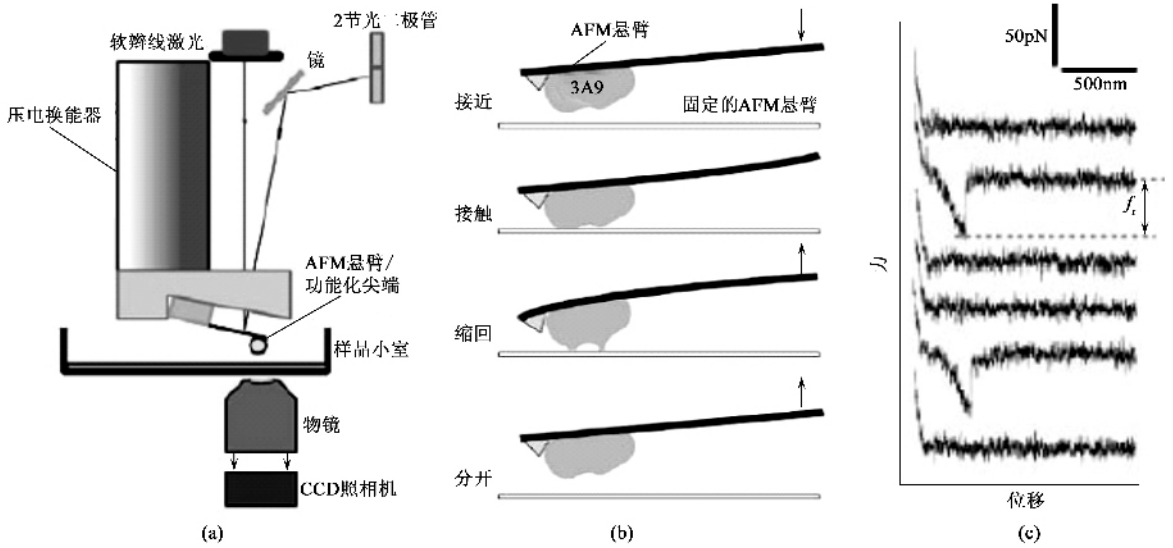 2节光二极管
软辫线激光
镜
压电换能器
AFM悬臂/
功能化尖端
样品小室
物镜
CCD照相机
(a)
AFM悬臂
3A9
接近
固定的AFM悬臂
接触
缩回
分开
(b)
50pN
500nm
fr
力
位移
(c)